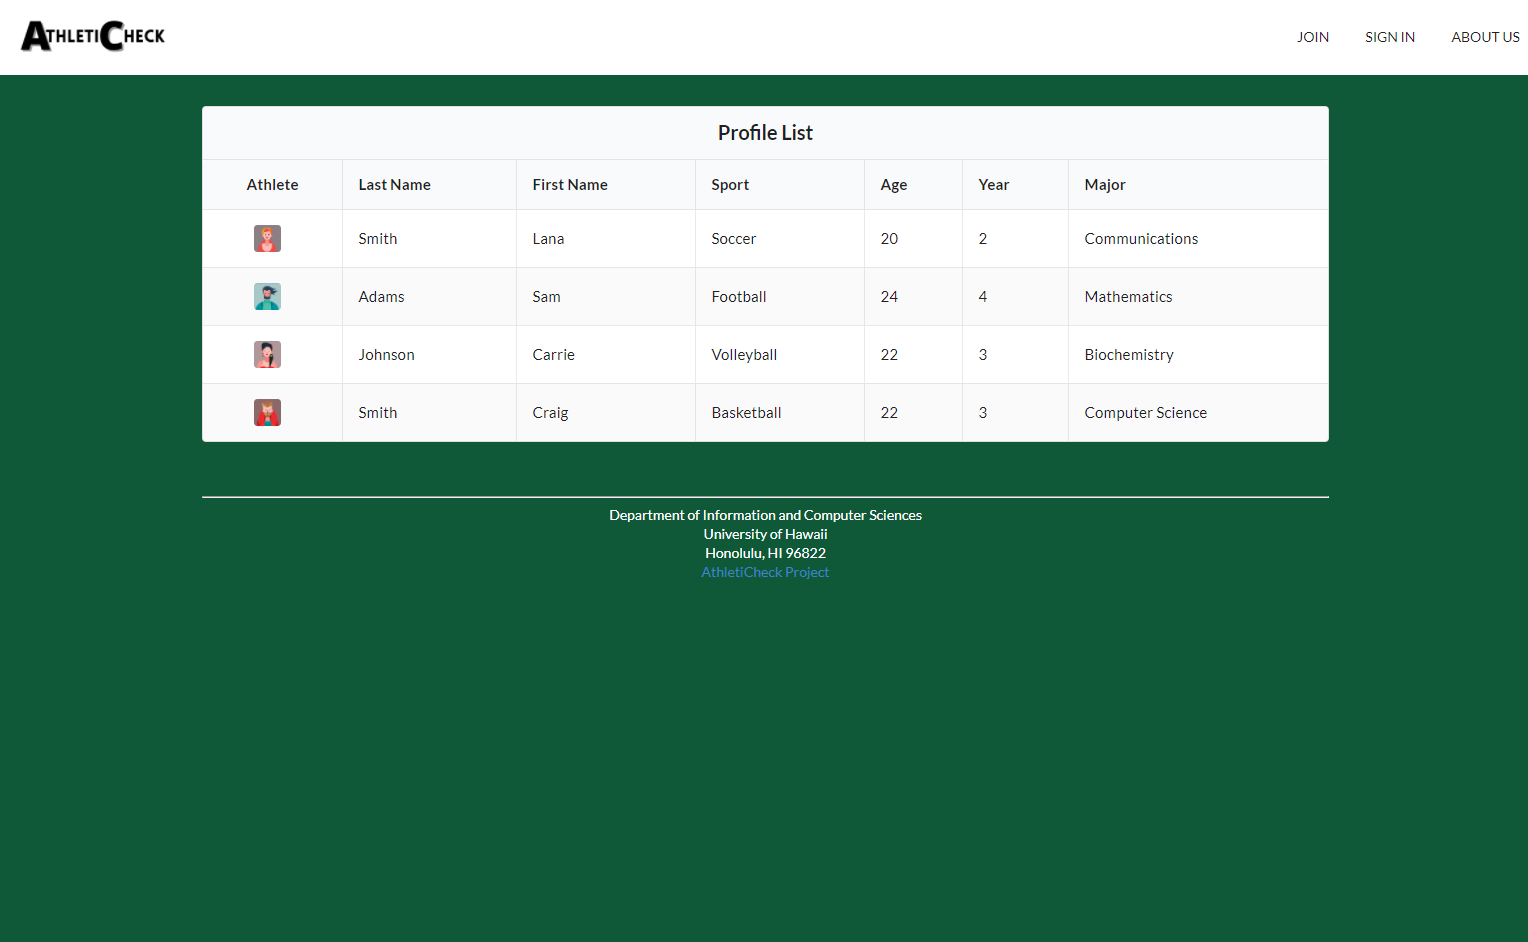 ATHLETICHECK JOIN SIGN IN ABOUT US
Profile List
Athlete Last Name First Name Sport Age Year Major
Smith Lana Soccer 20 2 Communications
Adams Sam Football 24 4 Mathematics
Johnson Carrie Volleyball 22 3 Biochemistry
Smith Craig Basketball 22 3 Computer Science
Department of Information and Computer Sciences
University of Hawaii
Honolulu, HI 96822
AthletiCheck Project